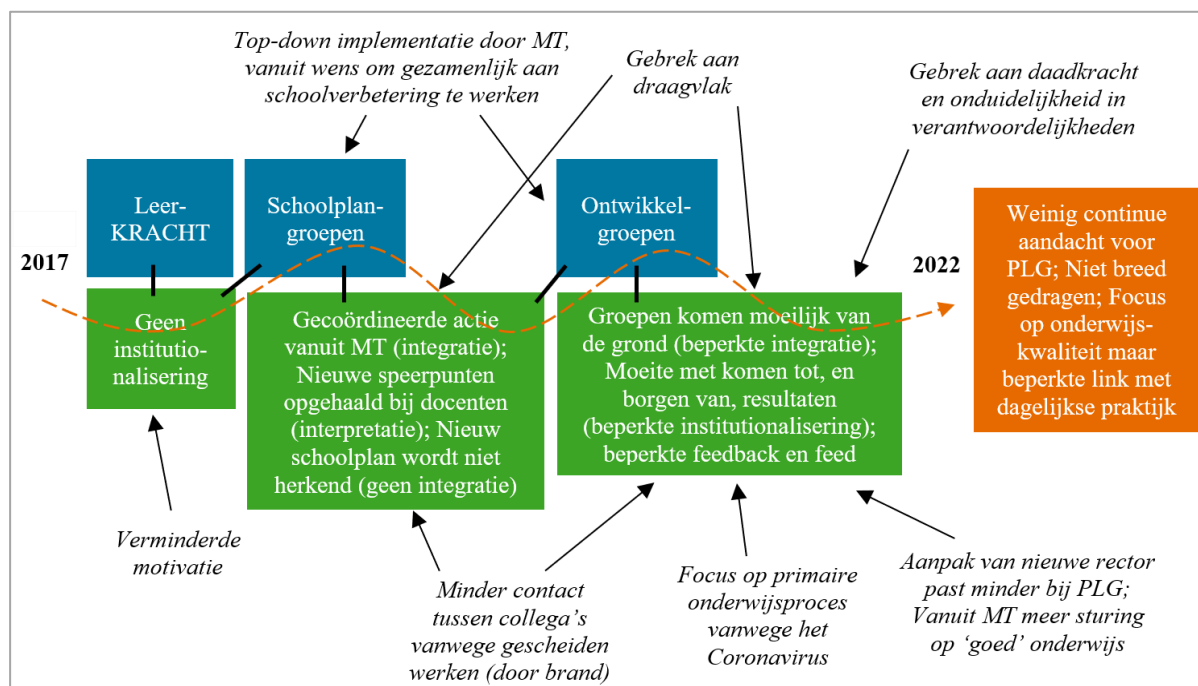 Top-down implementatie door MT,
vanuit wens om gezamenlijk aan
schoolverbetering te werken
Gebrek aan
draagvlak
Gebrek aan daadkracht
en onduidelijkheid in
verantwoordelijkheden
2017
Leer-
KRACHT
Schoolplan-
groepen
Ontwikkel-
groepen
2022
Weinig continue
aandacht voor
PLG; Niet breed
gedragen; Focus
op onderwijs-
kwaliteit maar
beperkte link met
dagelijkse praktijk
Geen
institutio-
nalisering
Gecoördineerde actie
vanuit MT (integratie);
Nieuwe speerpunten
opgehaald bij docenten
(interpretatie); Nieuw
schoolplan wordt niet
herkend (geen integratie)
Groepen komen moeilijk van
de grond (beperkte integratie);
Moeite met komen tot, en
borgen van, resultaten
(beperkte institutionalisering);
beperkte feedback en feed
Verminderde
motivatie
Minder contact
tussen collega’s
vanwege gescheiden
werken (door brand)
Focus op primaire
onderwijsproces
vanwege het
Coronavirus
Aanpak van nieuwe rector
past minder bij PLG;
Vanuit MT meer sturing
op ‘goed’ onderwijs